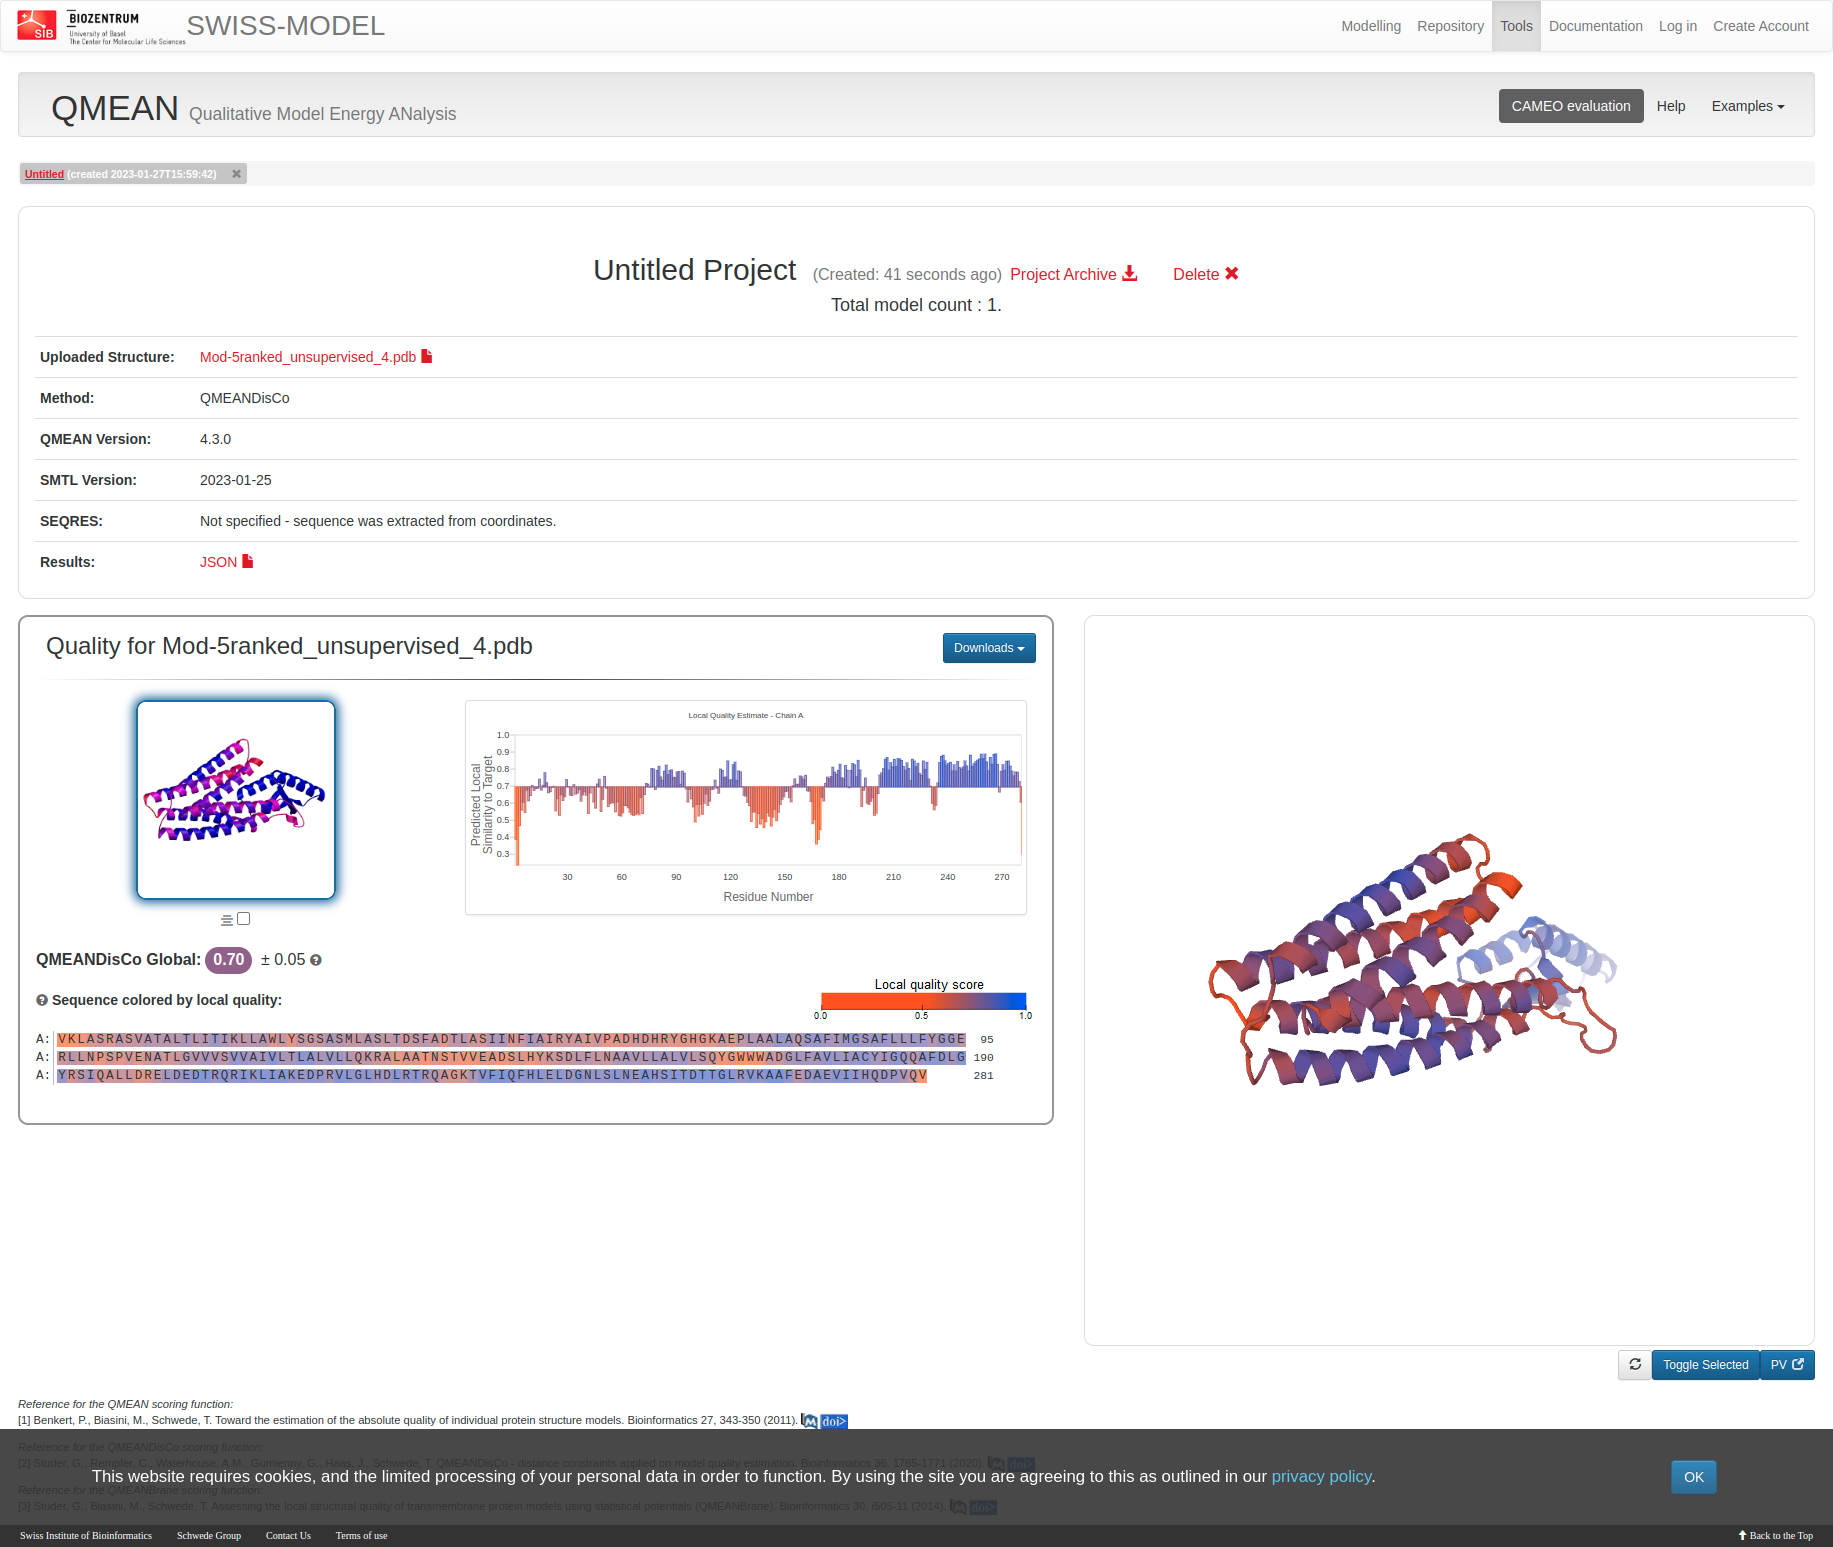 SIB
BIOZENTRUM
University of Basel
The Center for Molecular Life Sciences
SWISS-MODEL
Modelling
Repository
Tools
Documentation
Log in
Create Account
QMEAN Qualitative Model Energy ANalysis
CAMEO evaluation
Help
Examples
Untitled (created 2023-01-27T15:59:42)
Untitled Project (Created: 41 seconds ago) Project Archive Delete
Total model count : 1.
Uploaded Structure: Mod-5ranked_unsupervised_4.pdb
Method: QMEANDisCo
QMEAN Version: 4.3.0
SMTL Version: 2023-01-25
SEQRES: Not specified - sequence was extracted from coordinates.
Results: JSON
Quality for Mod-5ranked_unsupervised_4.pdb
Downloads
Local Quality Estimate - Chain A
Predicted Local
Similarity to Target
1.0
0.9
0.8
0.7
0.6
0.5
0.4
0.3
30 60 90 120 150 180 210 240 270
Residue Number
QMEANDisCo Global: 0.70 ± 0.05
Sequence colored by local quality:
Local quality score
0.0 0.5 1.0
A: VKLASRASVATALTLITIKLLAWLYSGSASMLASLTDSFADTLASIINFIAIRYAIVPADHDHRYGHGKAEPLAALAQSAFIMGSAFLLLFYGGE 95
A: RLLNPSPVENATLGVVVSVVAIVLTLALVLLQKRALAATNSTVVEADSLHYKSDLFLNAAVLLALVLSQYGWWWADGLFAVLIACYIGQQAFDLG 190
A: YRSIQALLDRELDEDTRQRIKLIAKEDPRVLGLHDLRTRQAGKTVFIQFHLELDGNLSLNEAHSITDTTGLRVKAAFEDAEVIIHQDPVQV 281
Toggle Selected
PV
Reference for the QMEAN scoring function:
[1] Benkert, P., Biasini, M., Schwede, T. Toward the estimation of the absolute quality of individual protein structure models. Bioinformatics 27, 343-350 (2011). doi>
Reference for the QMEANDisCo scoring function:
[2] Studer, G., Rempfer, C., Waterhouse, A.M., Gumienny, G., Haas, J., Schwede, T. QMEANDisCo - distance constraints applied on model quality estimation. Bioinformatics 36, 1765-1771 (2020). doi>
This website requires cookies, and the limited processing of your personal data in order to function. By using the site you are agreeing to this as outlined in our privacy policy.
OK
Reference for the QMEANBrane scoring function:
[3] Studer, G., Biasini, M., Schwede, T. Assessing the local structural quality of transmembrane protein models using statistical potentials (QMEANBrane). Bioinformatics 30, i505-11 (2014). doi>
Swiss Institute of Bioinformatics
Schwede Group
Contact Us
Terms of use
Back to the Top